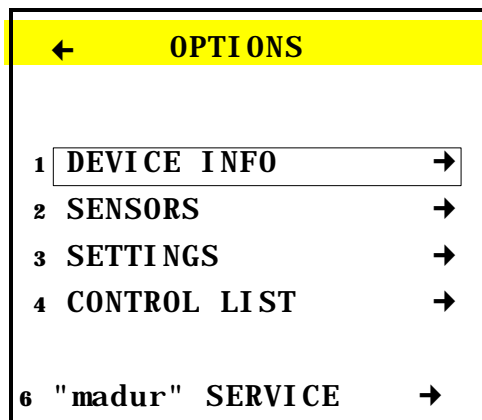 ← OPTIONS
1 DEVICE INFO →
2 SENSORS →
3 SETTINGS →
4 CONTROL LIST →
6 "madur" SERVICE →